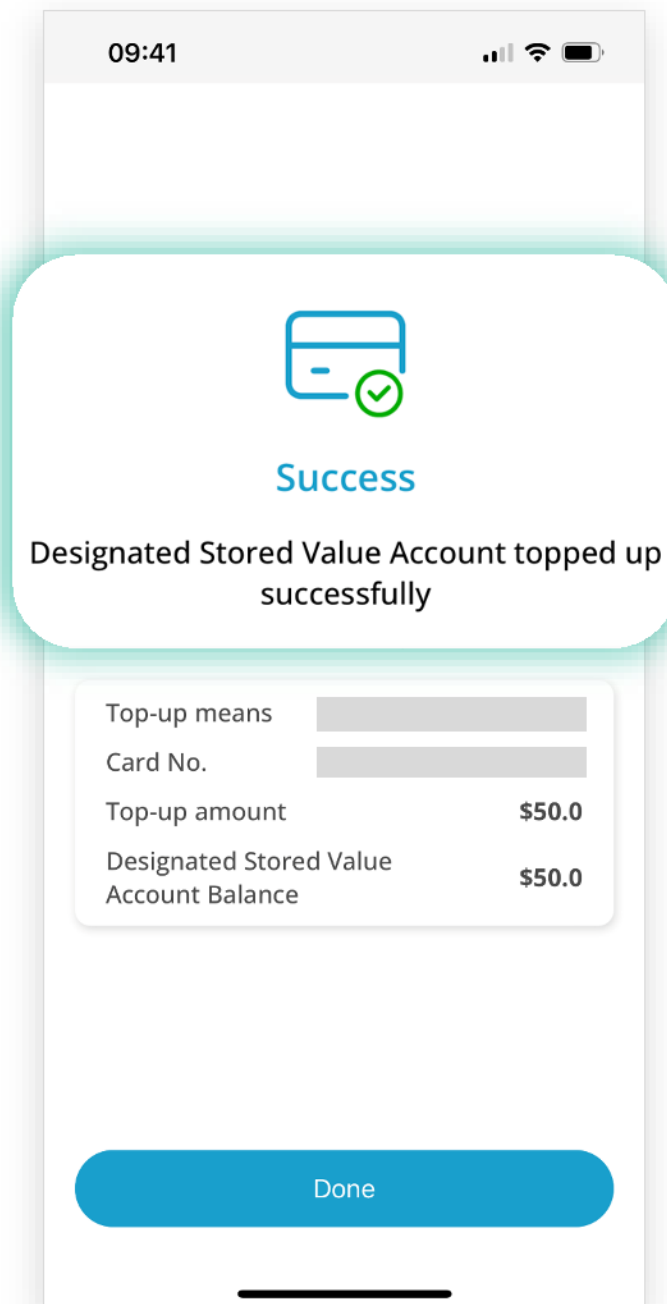 09:41
Success
Designated Stored Value Account topped up
successfully
Top-up means
Card No.
Top-up amount $50.0
Designated Stored Value
Account Balance $50.0
Done